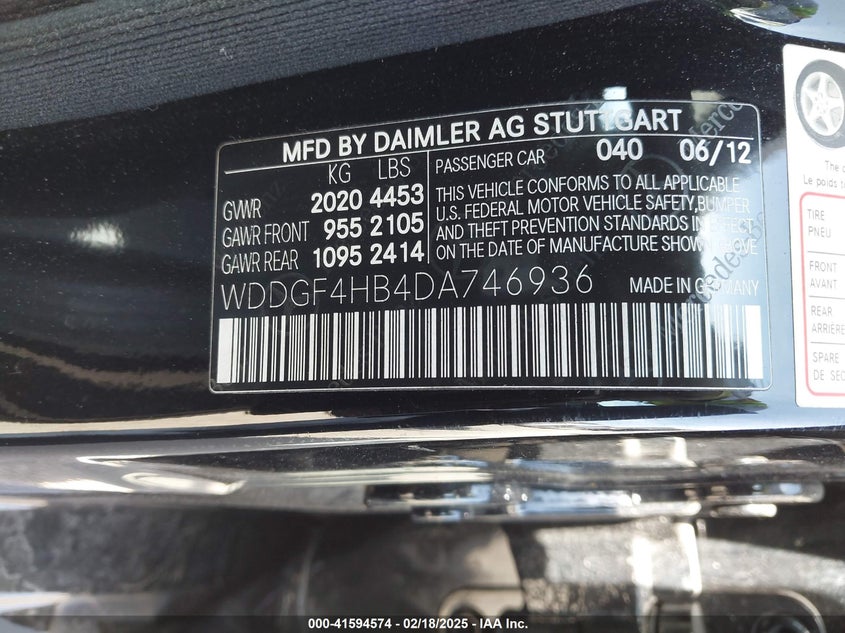 MFD BY DAIMLER AG STUTTGART
KG LBS
GVWR 2020 4453
GAWR FRONT 955 2105
GAWR REAR 1095 2414
PASSENGER CAR 040 06/12
THIS VEHICLE CONFORMS TO ALL APPLICABLE
U.S. FEDERAL MOTOR VEHICLE SAFETY,BUMPER
AND THEFT PREVENTION STANDARDS IN EFFECT
ON THE DATE OF MANUFACTURE SHOWN ABOVE
WDDGF4HB4DA746936 MADE IN GERMANY
The
Le poids
TIRE
PNEU
FRONT
AVANT
REAR
ARRIERE
SPARE
DE
000-41594574 - 02/18/2025 - IAA Inc.